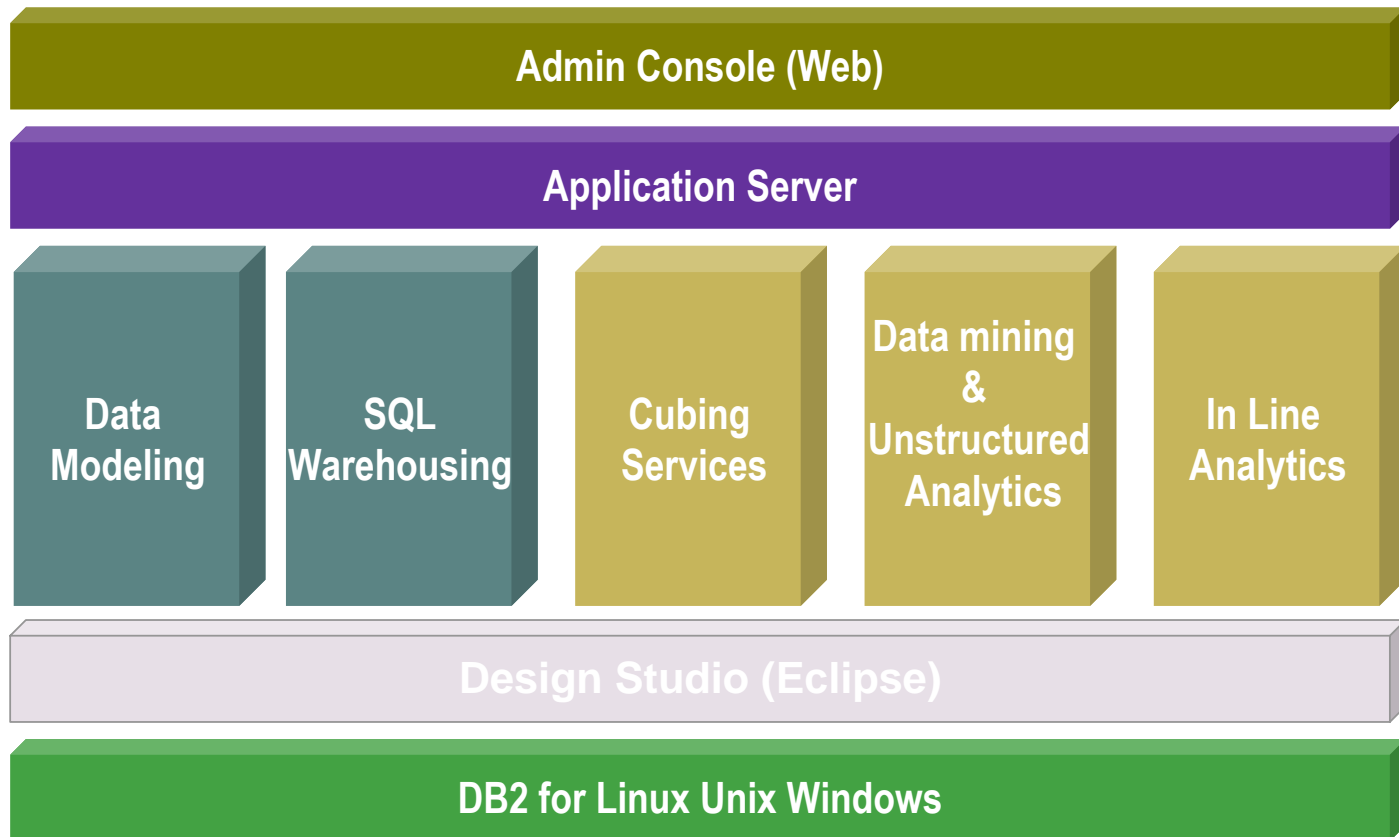 Admin Console (Web)
Application Server
Data
Modeling
SQL
Warehousing
Cubing
Services
Data mining
&
Unstructured
Analytics
In Line
Analytics
Design Studio (Eclipse)
DB2 for Linux Unix Windows